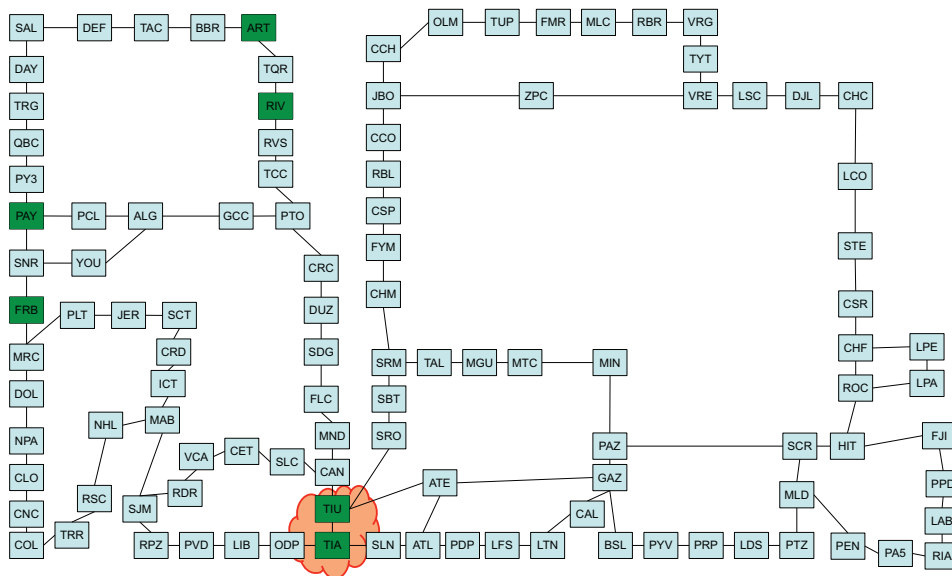 SAL DEF TAC BBR ART
OLM TUP FMR MLC RBR VRG
CCH
DAY TQR TYT
TRG RIV JBO ZPC VRE LSC DJL CHC
QBC RVS CCO
PY3 TCC RBL LCO
PAY PCL ALG GCC PTO CSP
SNR YOU CRC FYM STE
CHM
FRB PLT JER SCT DUZ CSR
MRC CRD SDG SRM TAL MGU MTC MIN CHF LPE
DOL ICT FLC SBT ROC LPA
NHL MAB
NPA MND SRO PAZ SCR HIT FJI
VCA CET SLC CAN
CLO RSC RDR ATE GAZ MLD PPD
CNC SJM TIU CAL LAB
COL TRR RPZ PVD LIB ODP TIA SLN ATL PDP LFS LTN BSL PYV PRP LDS PTZ PEN PA5 RIA